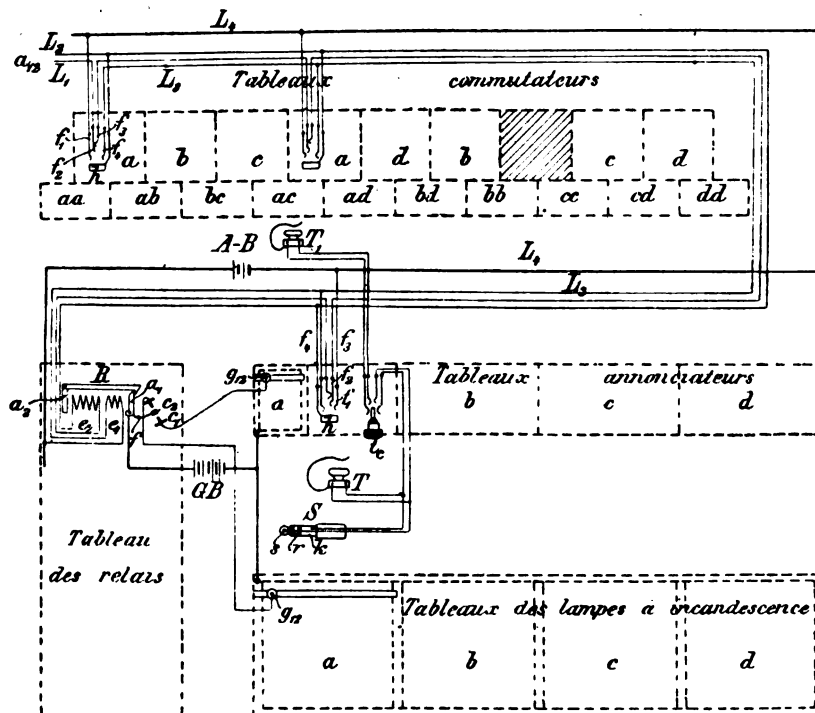 L₄
L₂
a₁₂
L₁
L₃
Tableaux commutateurs
f₁ f₃
f₂ f₄
h
a b c a d b c d
aa ab bc ac ad bd bb cc cd dd
A-B
T₁
L₄
L₃
f₄ f₃
R
a₂ a₁
x c₂
x c₁
e₂ e₁ f
g₁₂
a
f₂
f₁
h
Tableaux annonciateurs
b c d
GB
T
S
s r k
Tableau
des relais
g₁₂
Tableaux des lampes à incandescence
a b c d